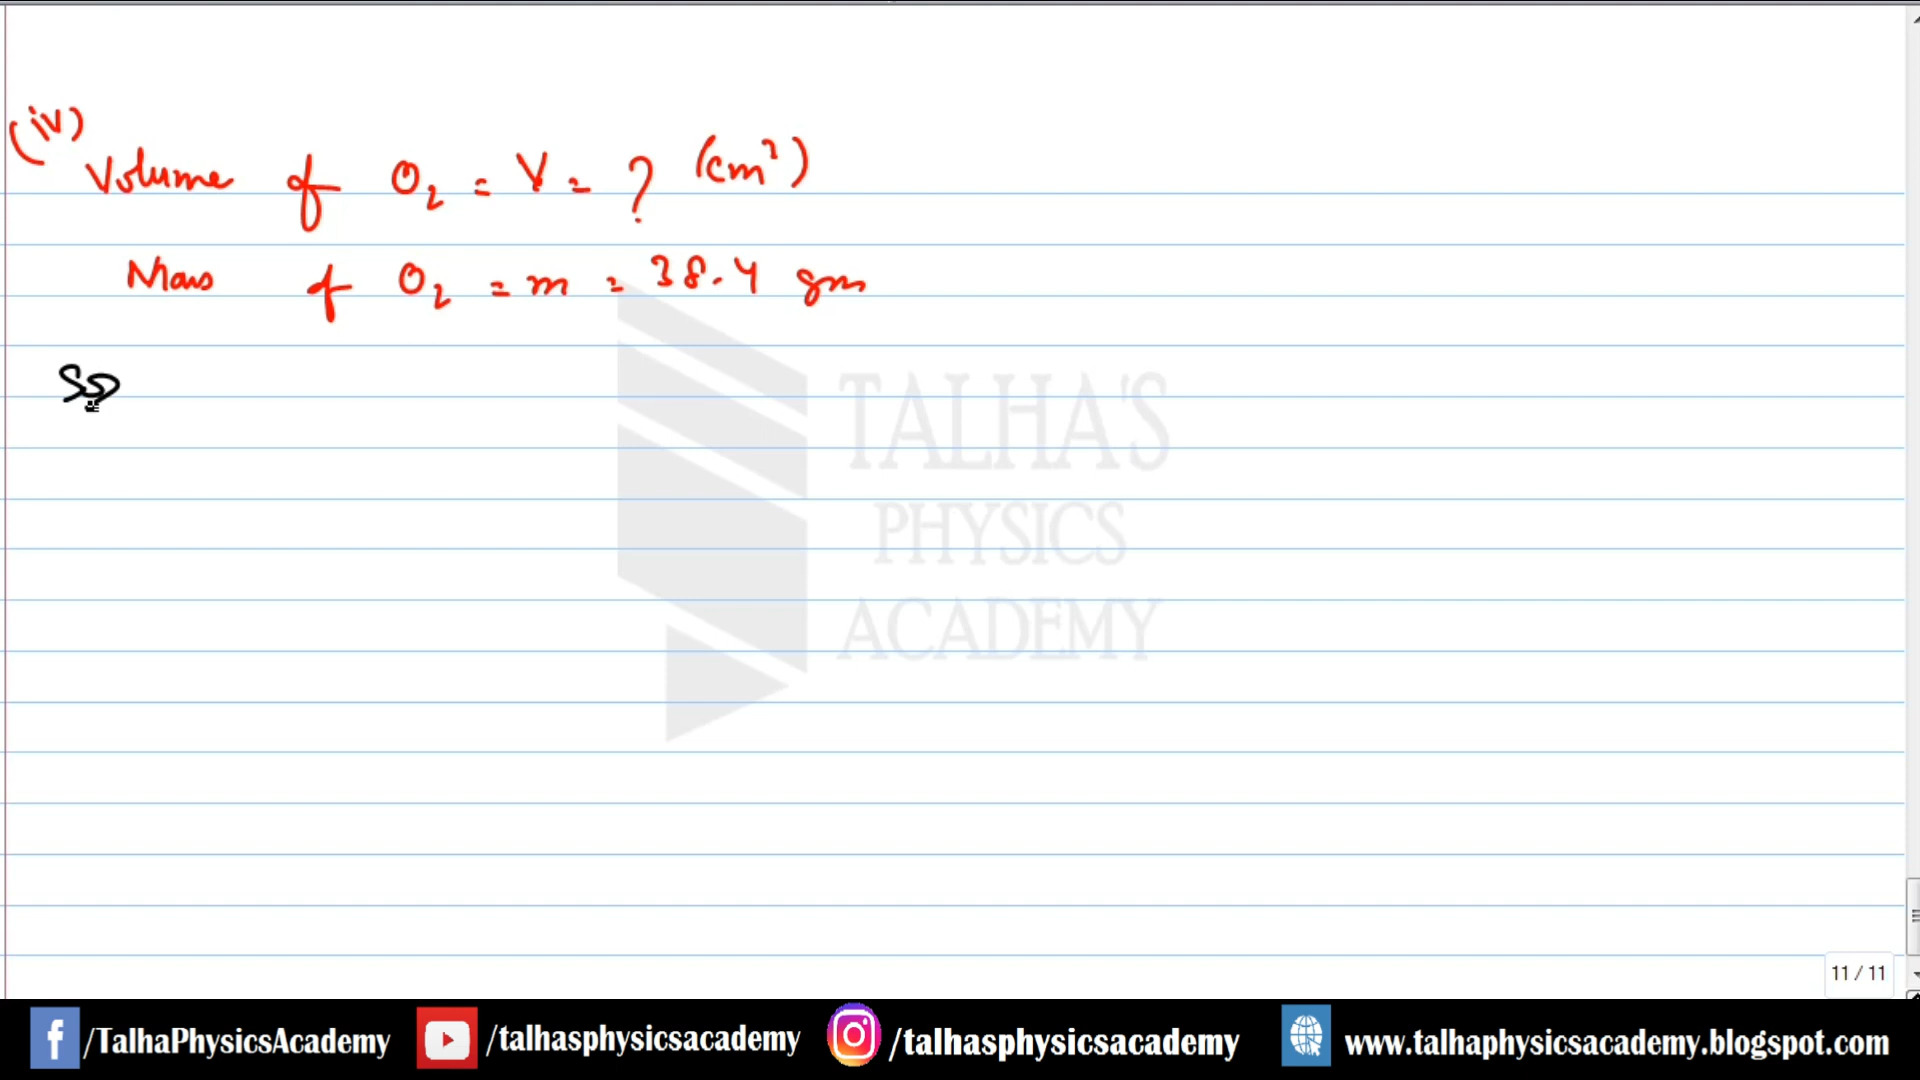 (iv)
Volume of O₂ = V = ? (cm³)
Mass of O₂ = m = 38.4 gm
TALHA'S
PHYSICS
ACADEMY
11 / 11
/TalhaPhysicsAcademy
/talhasphysicsacademy
/talhasphysicsacademy
www.talhaphysicsacademy.blogspot.com